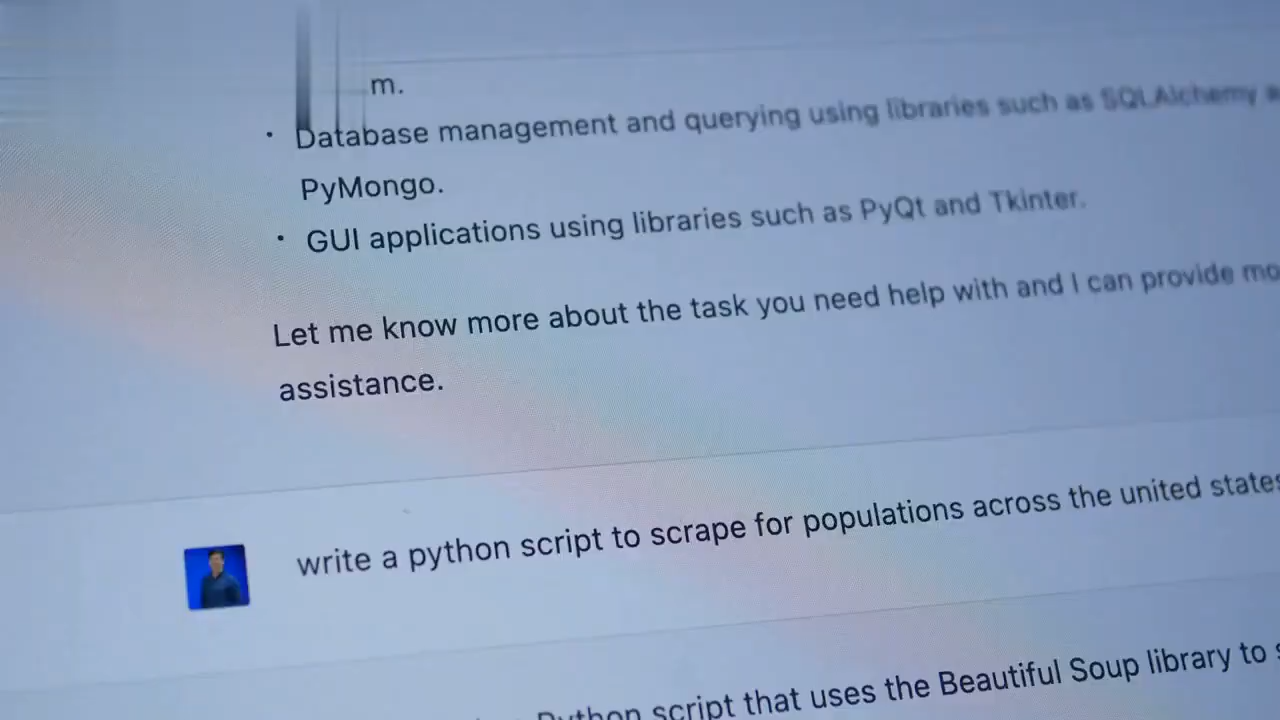 m.
• Database management and querying using libraries such as SQLAlchemy a
PyMongo.
• GUI applications using libraries such as PyQt and Tkinter.
Let me know more about the task you need help with and I can provide mo
assistance.
write a python script to scrape for populations across the united states
Python script that uses the Beautiful Soup library to s